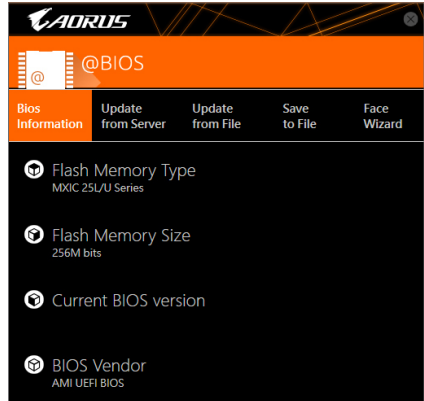 AORUS
@ @BIOS
Bios Information
Update from Server
Update from File
Save to File
Face Wizard
Flash Memory Type
MXIC 25L/U Series
Flash Memory Size
256M bits
Current BIOS version
BIOS Vendor
AMI UEFI BIOS